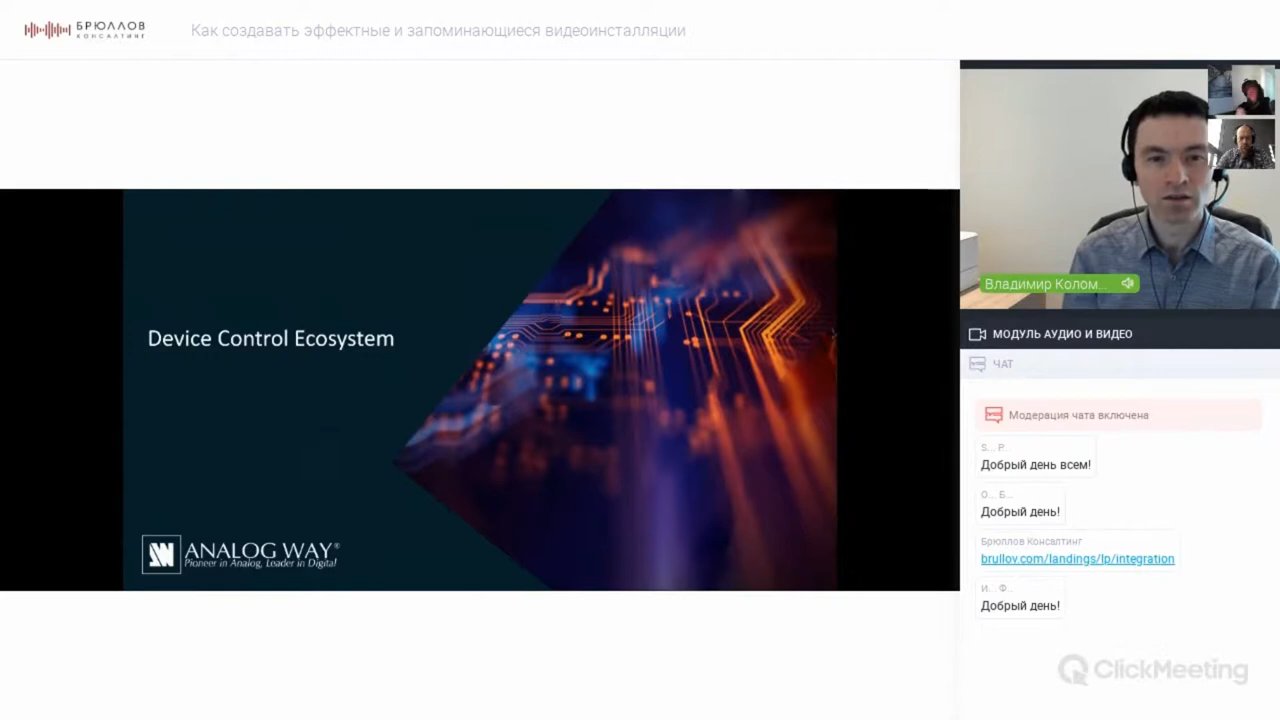 БРЮЛЛОВ
КОНСАЛТИНГ
Как создавать эффектные и запоминающиеся видеоинсталляции
Device Control Ecosystem
ANALOG WAY®
Pioneer in Analog, Leader in Digital
Владимир Колом...
МОДУЛЬ АУДИО И ВИДЕО
ЧАТ
Модерация чата включена
S... P.
Добрый день всем!
О... Б...
Добрый день!
Брюллов Консалтинг
brullov.com/landings/lp/integration
И... Ф..
Добрый день!
ClickMeeting